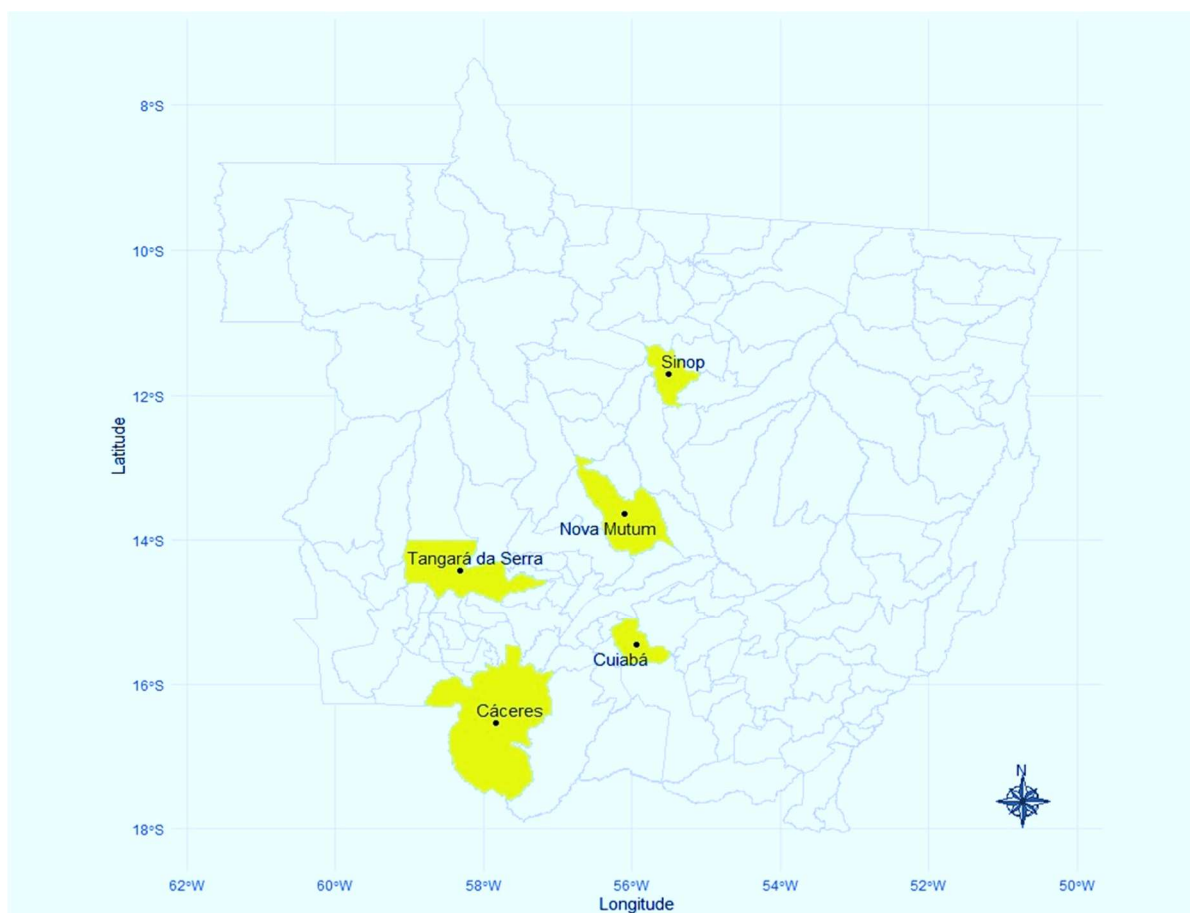 8°S
10°S
Sinop
12°S
Latitude
Nova Mutum
14°S
Tangará da Serra
Cuiabá
16°S
Cáceres
N
18°S
62°W 60°W 58°W 56°W 54°W 52°W 50°W
Longitude